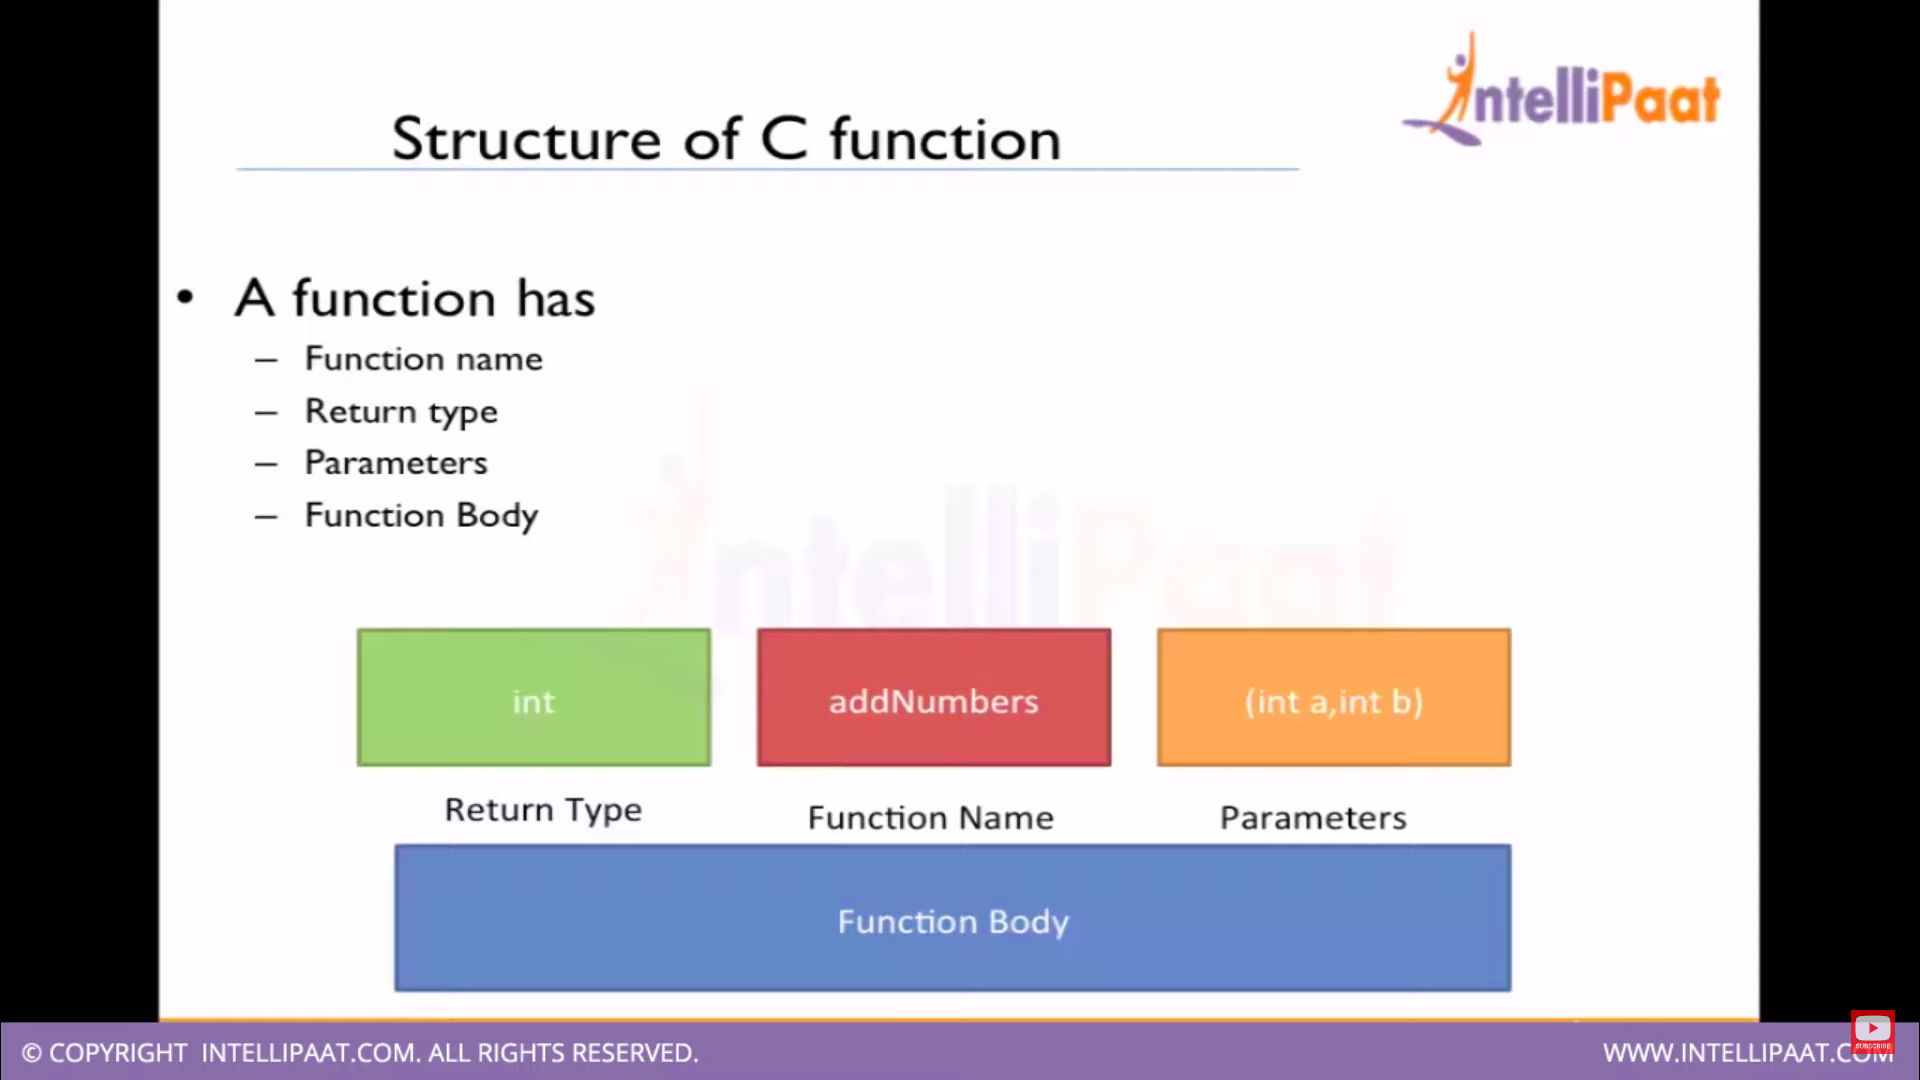 IntelliPaat
Structure of C function
• A function has
– Function name
– Return type
– Parameters
– Function Body
IntelliPaat
int
addNumbers
(int a,int b)
Return Type
Function Name
Parameters
Function Body
© COPYRIGHT INTELLIPAAT.COM. ALL RIGHTS RESERVED.
SUBSCRIBE
WWW.INTELLIPAAT.COM